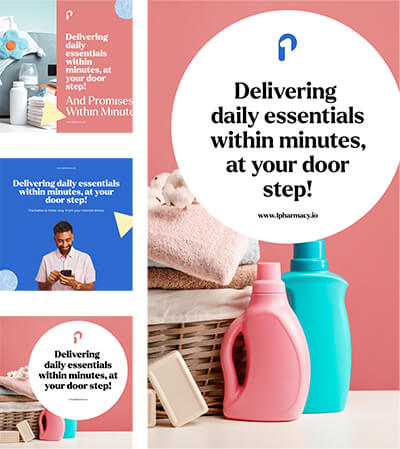 Delivering
daily
essentials
within
minutes, at
your door
step!
And Promises
Within Minute
Delivering daily essentials
within minutes, at your door
step!
Delivering
daily essentials
within minutes, at
your door step!
Delivering
daily essentials
within minutes,
at your door
step!
www.1pharmacy.io